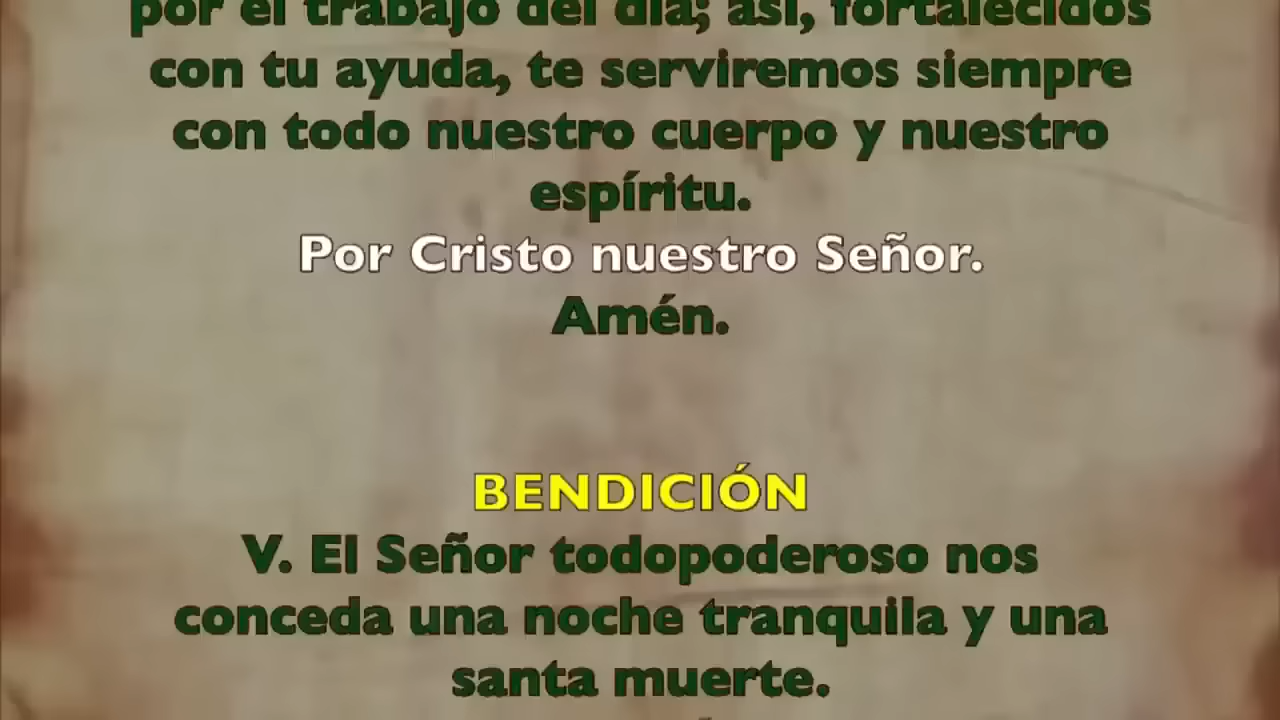 por el trabajo del día; así, fortalecidos
con tu ayuda, te serviremos siempre
con todo nuestro cuerpo y nuestro
espíritu.
Por Cristo nuestro Señor.
Amén.
BENDICIÓN
V. El Señor todopoderoso nos
conceda una noche tranquila y una
santa muerte.